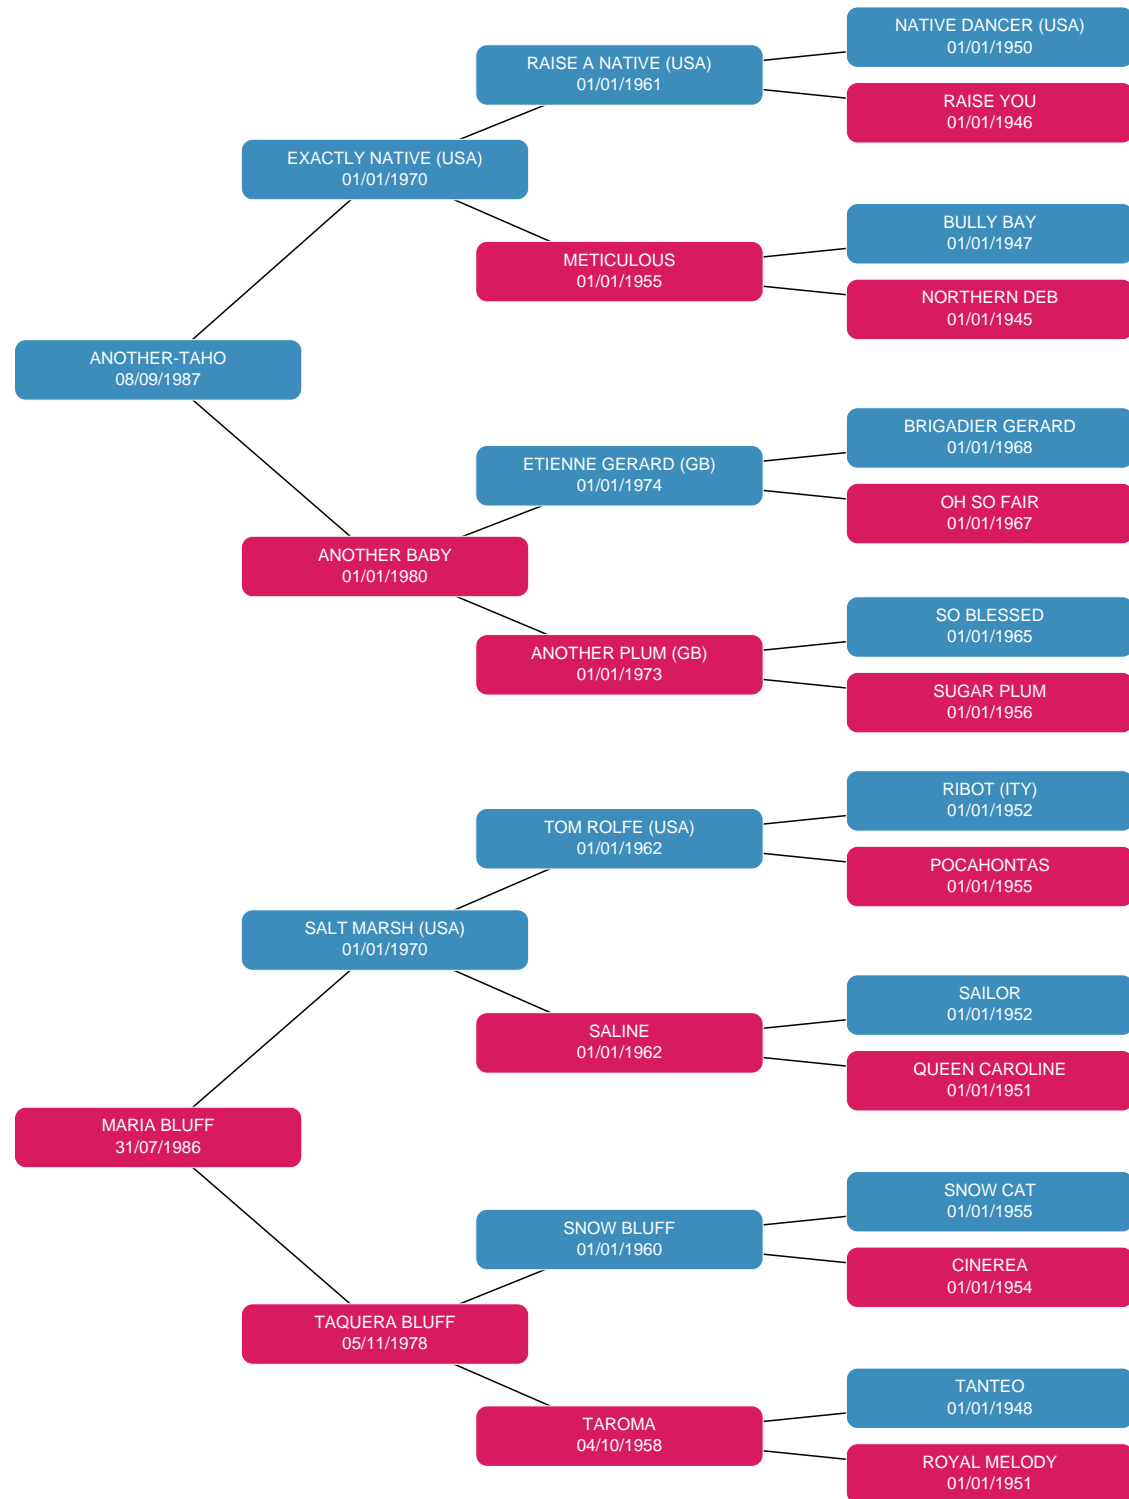 NATIVE DANCER (USA)
01/01/1950
RAISE A NATIVE (USA)
01/01/1961
RAISE YOU
01/01/1946
EXACTLY NATIVE (USA)
01/01/1970
BULLY BAY
01/01/1947
METICULOUS
01/01/1955
NORTHERN DEB
01/01/1945
ANOTHER-TAHO
08/09/1987
BRIGADIER GERARD
01/01/1968
ETIENNE GERARD (GB)
01/01/1974
OH SO FAIR
01/01/1967
ANOTHER BABY
01/01/1980
SO BLESSED
01/01/1965
ANOTHER PLUM (GB)
01/01/1973
SUGAR PLUM
01/01/1956
RIBOT (ITY)
01/01/1952
TOM ROLFE (USA)
01/01/1962
POCAHONTAS
01/01/1955
SALT MARSH (USA)
01/01/1970
SAILOR
01/01/1952
SALINE
01/01/1962
QUEEN CAROLINE
01/01/1951
MARIA BLUFF
31/07/1986
SNOW CAT
01/01/1955
SNOW BLUFF
01/01/1960
CINEREA
01/01/1954
TAQUERA BLUFF
05/11/1978
TANTEO
01/01/1948
TAROMA
04/10/1958
ROYAL MELODY
01/01/1951